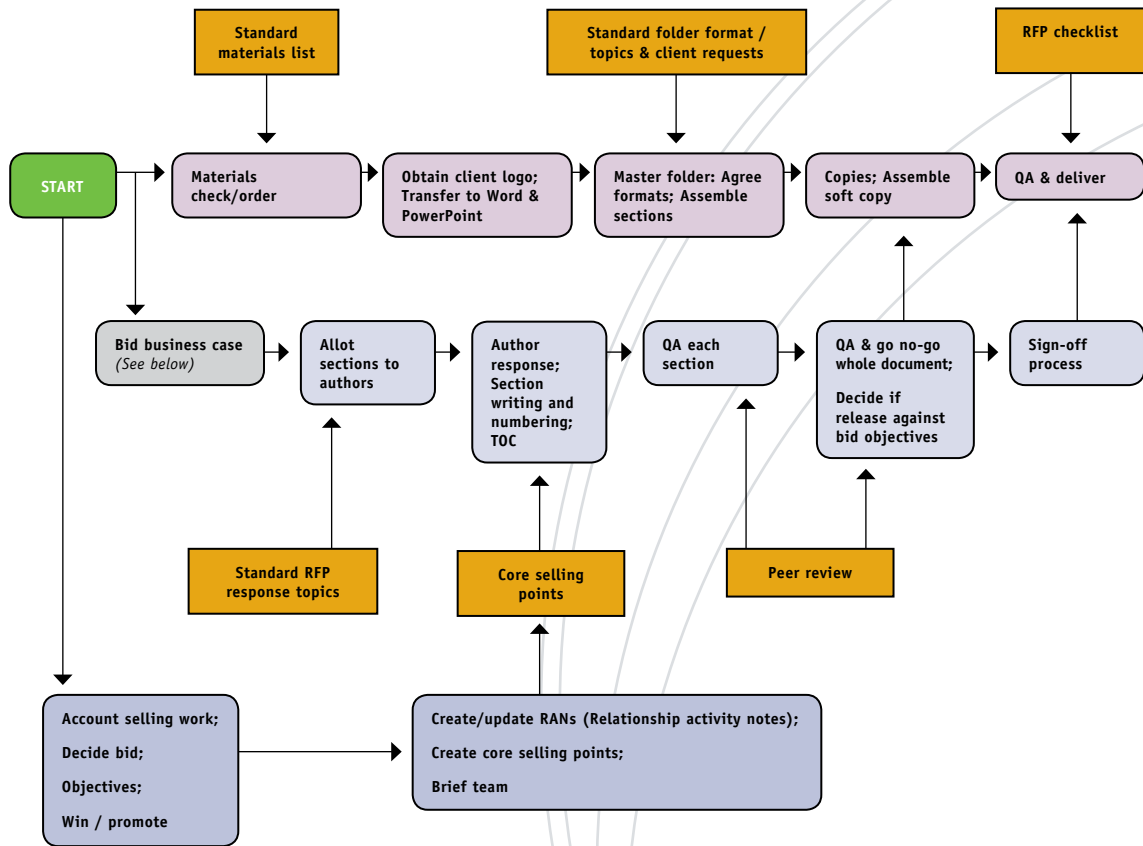 Standard
materials list
Standard folder format /
topics & client requests
RFP checklist
START
Materials
check/order
Obtain client logo;
Transfer to Word &
PowerPoint
Master folder: Agree
formats; Assemble
sections
Copies; Assemble
soft copy
QA & deliver
Bid business case
(See below)
Allot
sections to
authors
Author
response;
Section
writing and
numbering;
TOC
QA each
section
QA & go no-go
whole document;
Decide if
release against
bid objectives
Sign-off
process
Standard RFP
response topics
Core selling
points
Peer review
Account selling work;
Decide bid;
Objectives;
Win / promote
Create/update RANs (Relationship activity notes);
Create core selling points;
Brief team